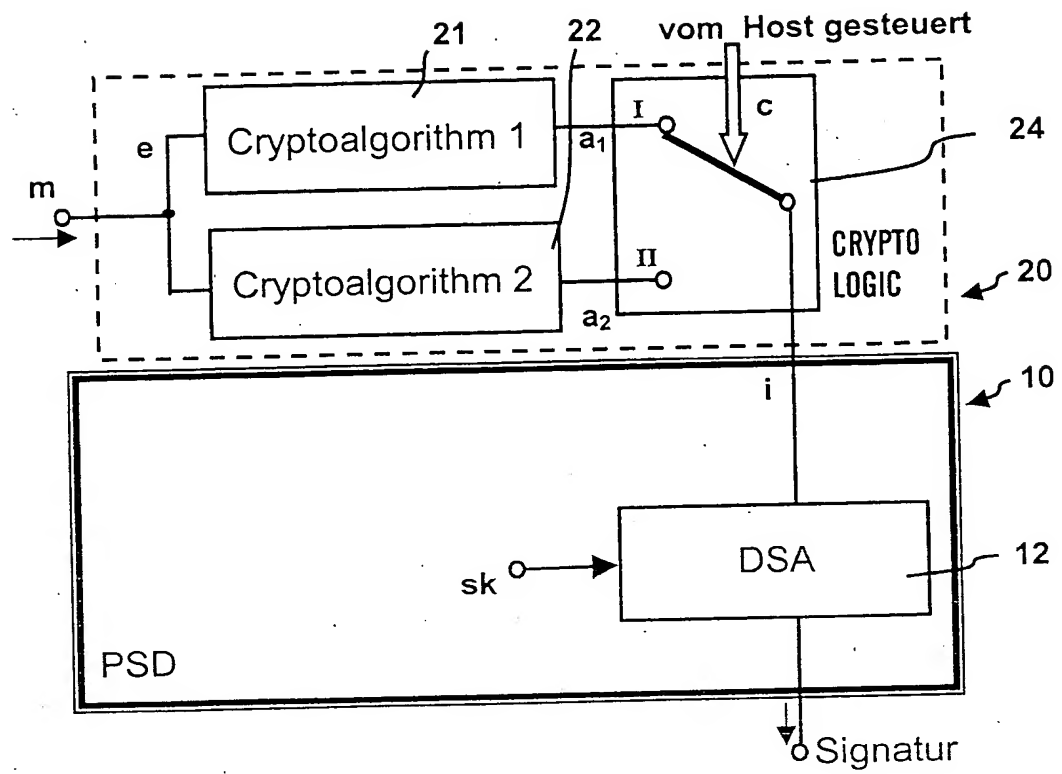 21
22
vom Host gesteuert
Cryptoalgorithm 1
e
a₁
I
c
24
m
Cryptoalgorithm 2
a₂
II
CRYPTO
LOGIC
20
10
i
DSA
12
sk
PSD
Signatur